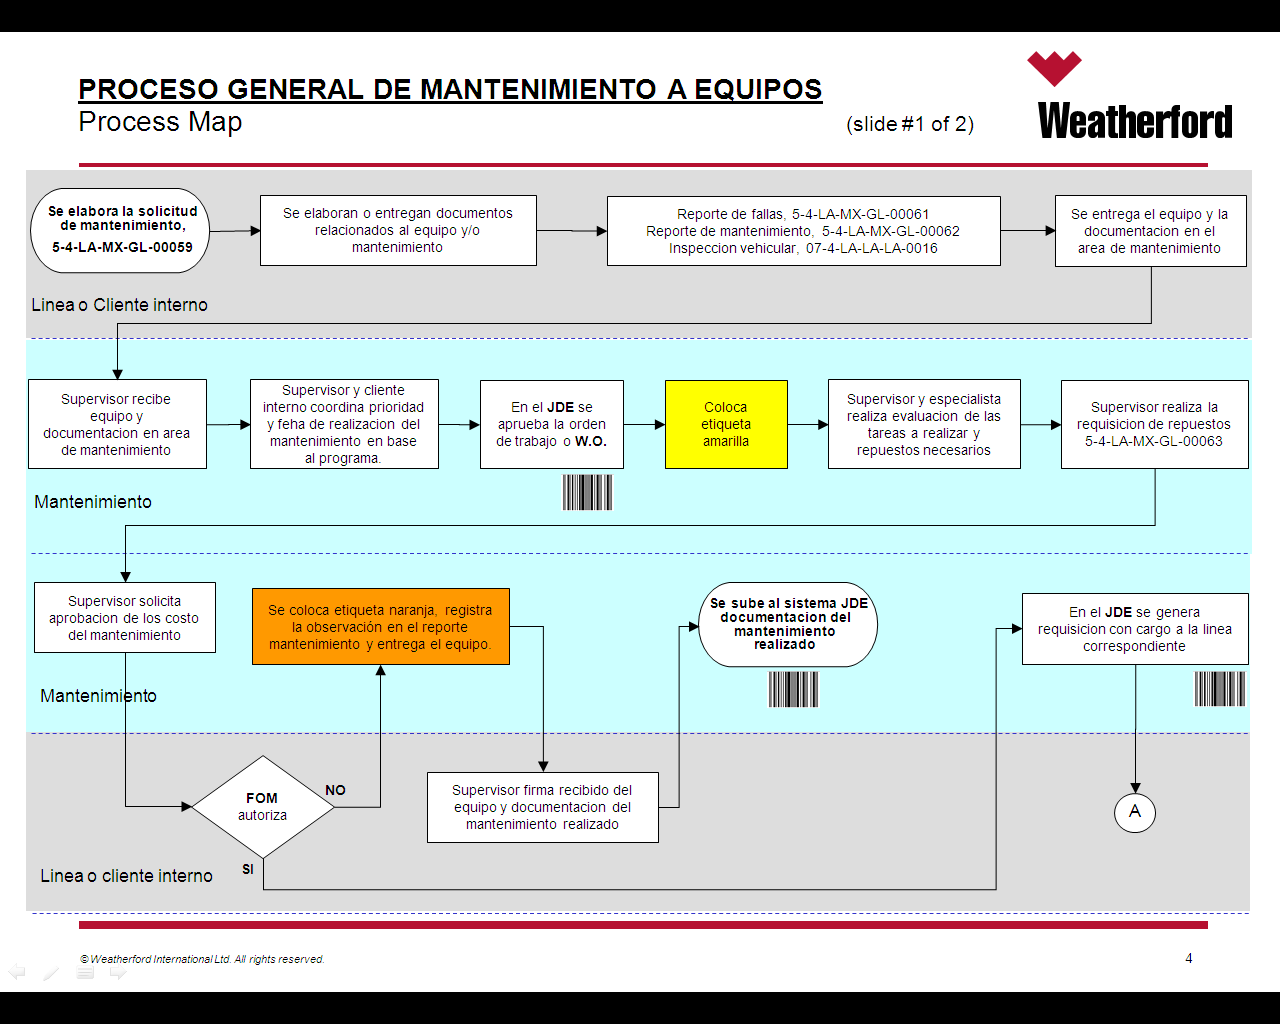 PROCESO GENERAL DE MANTENIMIENTO A EQUIPOS
Process Map
(slide #1 of 2)
Weatherford
Se elabora la solicitud
de mantenimiento,
5-4-LA-MX-GL-00059
Se elaboran o entregan documentos
relacionados al equipo y/o
mantenimiento
Reporte de fallas, 5-4-LA-MX-GL-00061
Reporte de mantenimiento, 5-4-LA-MX-GL-00062
Inspeccion vehicular, 07-4-LA-LA-LA-0016
Se entrega el equipo y la
documentacion en el
area de mantenimiento
Linea o Cliente interno
Supervisor recibe
equipo y
documentacion en area
de mantenimiento
Supervisor y cliente
interno coordina prioridad
y feha de realizacion del
mantenimiento en base
al programa.
En el JDE se
aprueba la orden
de trabajo o W.O.
Coloca
etiqueta
amarilla
Supervisor y especialista
realiza evaluacion de las
tareas a realizar y
repuestos necesarios
Supervisor realiza la
requisicion de repuestos
5-4-LA-MX-GL-00063
Mantenimiento
Supervisor solicita
aprobacion de los costo
del mantenimiento
Se coloca etiqueta naranja, registra
la observación en el reporte
mantenimiento y entrega el equipo.
Se sube al sistema JDE
documentacion del
mantenimiento
realizado
En el JDE se genera
requisicion con cargo a la linea
correspondiente
Mantenimiento
FOM
autoriza
NO
SI
Supervisor firma recibido del
equipo y documentacion del
mantenimiento realizado
A
Linea o cliente interno
© Weatherford International Ltd. All rights reserved.
4